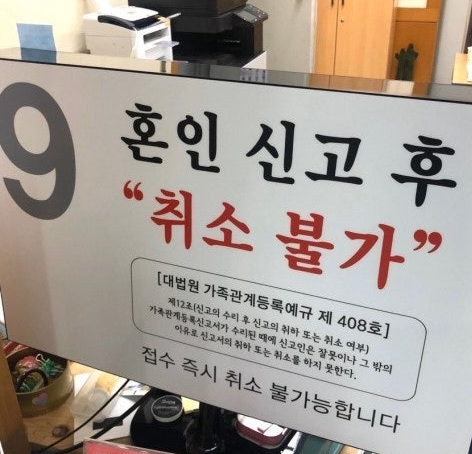 9
혼인 신고 후
“취소 불가”
[대법원 가족관계등록예규 제 408호]
제12조(신고의 수리 후 신고의 취하 또는 취소 여부)
가족관계등록신고서가 수리된 때에 신고인은 잘못이나 그 밖의
이유로 신고서의 취하 또는 취소를 하지 못한다.
접수 즉시 취소 불가능합니다